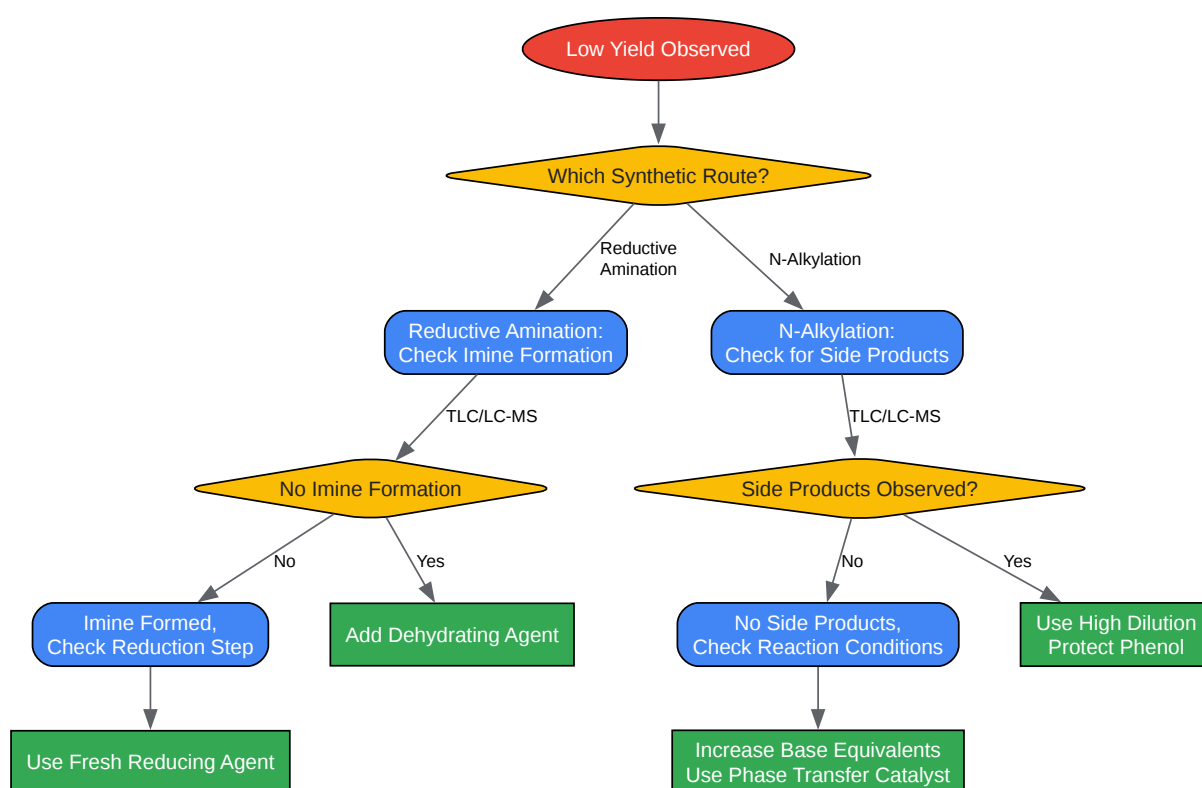 Low Yield Observed
Which Synthetic Route?
Reductive
Amination
N-Alkylation
Reductive Amination:
Check Imine Formation
N-Alkylation:
Check for Side Products
TLC/LC-MS
TLC/LC-MS
No Imine Formation
Side Products Observed?
No
Yes
No
Yes
Imine Formed,
Check Reduction Step
Add Dehydrating Agent
No Side Products,
Check Reaction Conditions
Use High Dilution
Protect Phenol
Use Fresh Reducing Agent
Increase Base Equivalents
Use Phase Transfer Catalyst